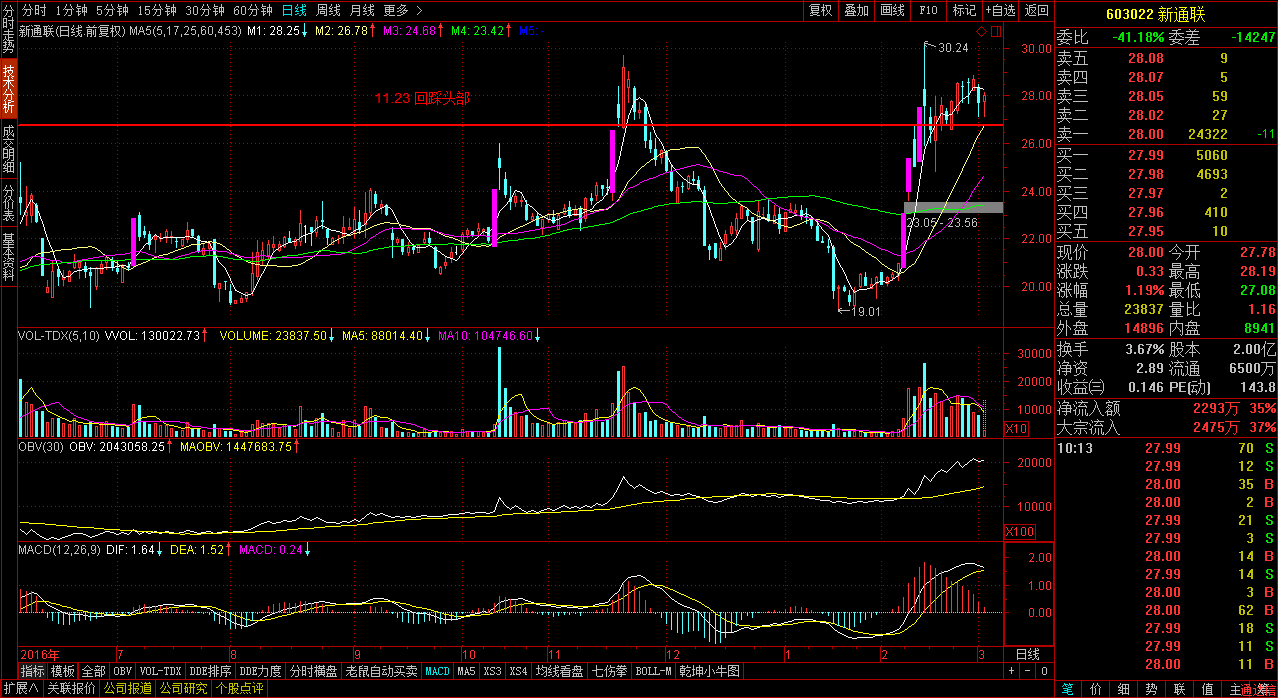 分时 1分钟 5分钟 15分钟 30分钟 60分钟 日线 周线 月线 更多 >
复权 叠加 画线 F10 标记 +自选 返回
分时走势
技术分析
成交明细
分价表
基本资料
新通联(日线.前复权) MA5(5,17,25,60,453) M1: 28.25↓ M2: 26.78↑ M3: 24.68↑ M4: 23.42↑ M5: -
30.24
11.23 回踩头部
23.05 - 23.56
←19.01
30.00
28.00
26.00
24.00
22.00
20.00
VOL-TDX(5,10) VVOL: 130022.73↑ VOLUME: 23837.50↓ MA5: 88014.40↓ MA10: 104746.60↓
30000
20000
10000
X10
OBV(30) OBV: 2043058.25↑ MAOBV: 1447683.75↑
20000
10000
X100
MACD(12,26,9) DIF: 1.64↓ DEA: 1.52↑ MACD: 0.24↓
2.00
1.00
0.00
2016年 7 8 9 10 11 12 1 2 3 日线
指标 模板 全部 OBV VOL-TDX DDE排序 DDE力度 分时横盘 老鼠自动买卖 MACD MA5 XS3 XS4 均线看盘 七伤拳 BOLL-M 乾坤小牛图 + - 0
扩展∧ 关联报价 公司报道 公司研究 个股点评
603022 新通联
委比 -41.18% 委差 -14247
卖五 28.08 9
卖四 28.07 5
卖三 28.05 59
卖二 28.02 27
卖一 28.00 24322 -11
买一 27.99 5060
买二 27.98 4693
买三 27.97 2
买四 27.96 410
买五 27.95 10
现价 28.00 今开 27.78
涨跌 0.33 最高 28.19
涨幅 1.19% 最低 27.08
总量 23837 量比 1.16
外盘 14896 内盘 8941
换手 3.67% 股本 2.00亿
净资 2.89 流通 6500万
收益㈢ 0.146 PE(动) 143.8
净流入额 2293万 35%
大宗流入 2475万 37%
10:13 27.99 70 S
27.99 12 S
28.00 35 B
28.00 2 B
27.99 21 S
27.99 3 S
28.00 14 B
27.99 14 S
28.00 3 B
28.00 62 B
27.99 18 S
27.99 11 S
28.00 11 B
笔 价 细 势 联 值 主